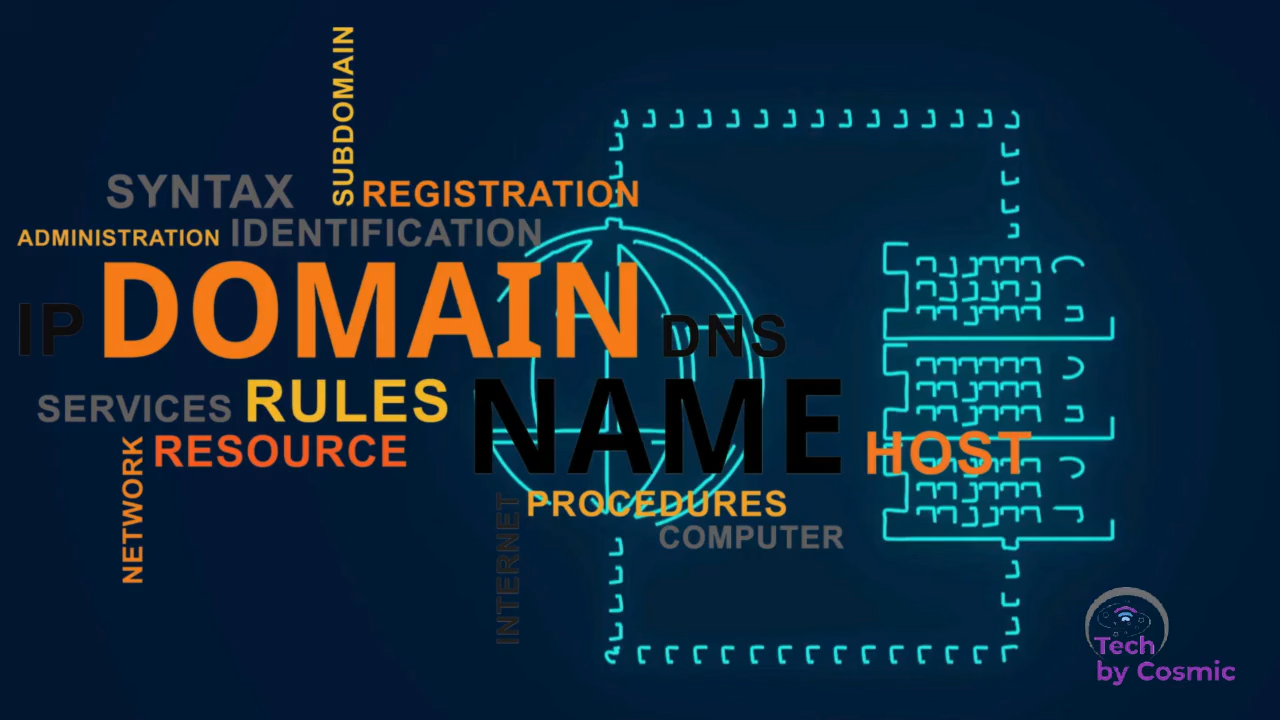 SUBDOMAIN
SYNTAX
REGISTRATION
ADMINISTRATION
IDENTIFICATION
IP
DOMAIN
DNS
SERVICES
RULES
NAME
NETWORK
RESOURCE
HOST
INTERNET
PROCEDURES
COMPUTER
Tech
by Cosmic